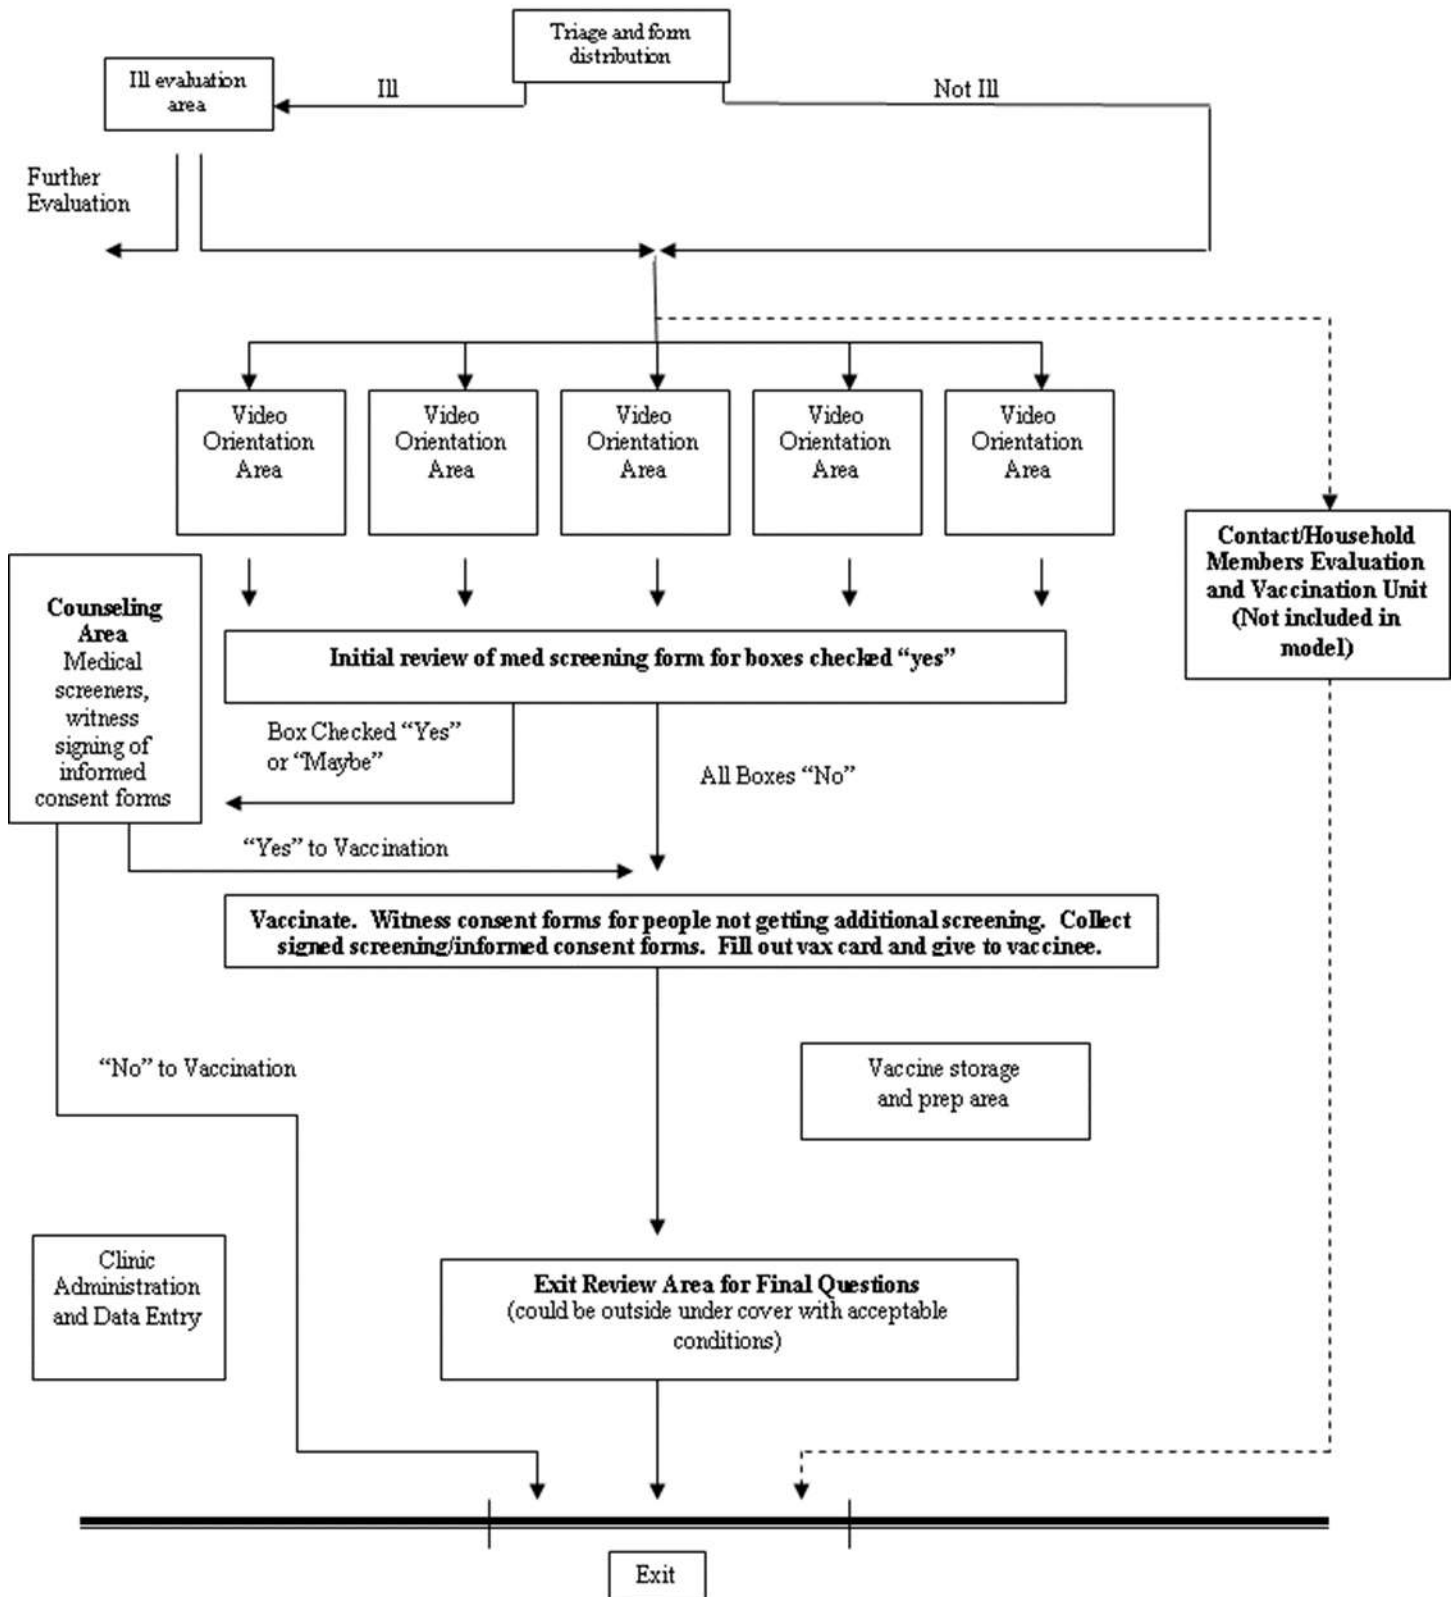 Triage and form
distribution
Ill evaluation
area
Ill
Not Ill
Further
Evaluation
Video
Orientation
Area
Video
Orientation
Area
Video
Orientation
Area
Video
Orientation
Area
Video
Orientation
Area
Contact/Household
Members Evaluation
and Vaccination Unit
(Not included in
model)
Counseling
Area
Medical
screeners,
witness
signing of
informed
consent forms
Initial review of med screening form for boxes checked “yes”
Box Checked “Yes”
or “Maybe”
All Boxes “No”
“Yes” to Vaccination
Vaccinate. Witness consent forms for people not getting additional screening. Collect
signed screening/informed consent forms. Fill out vax card and give to vaccinee.
“No” to Vaccination
Vaccine storage
and prep area
Clinic
Administration
and Data Entry
Exit Review Area for Final Questions
(could be outside under cover with acceptable
conditions)
Exit